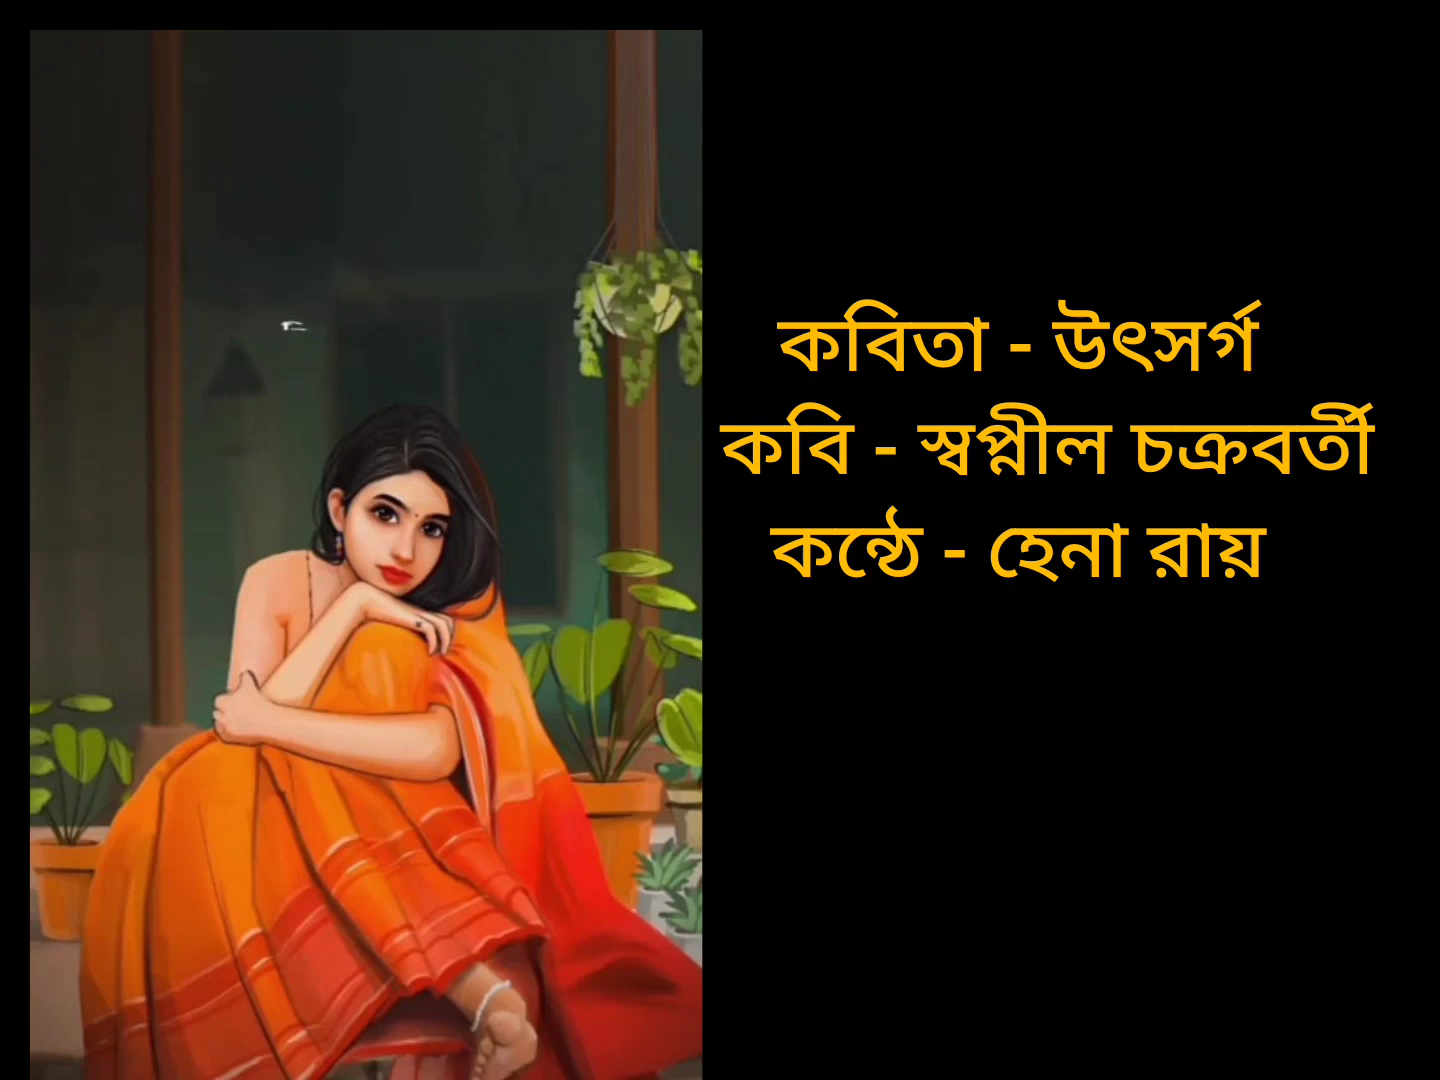 কবিতা - উৎসর্গ
কবি - স্বপ্নীল চক্রবর্তী
কন্ঠে - হেনা রায়